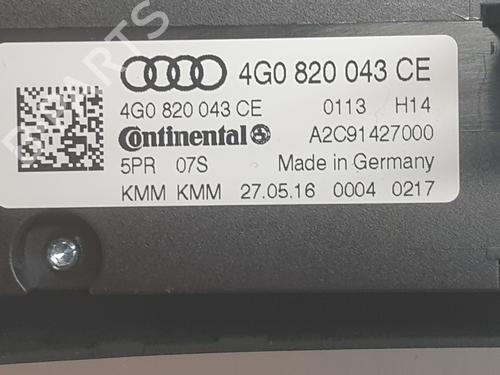 4G0 820 043 CE
4G0 820 043 CE 0113 H14
Continental A2C91427000
5PR 07S Made in Germany
KMM KMM 27.05.16 0004 0217